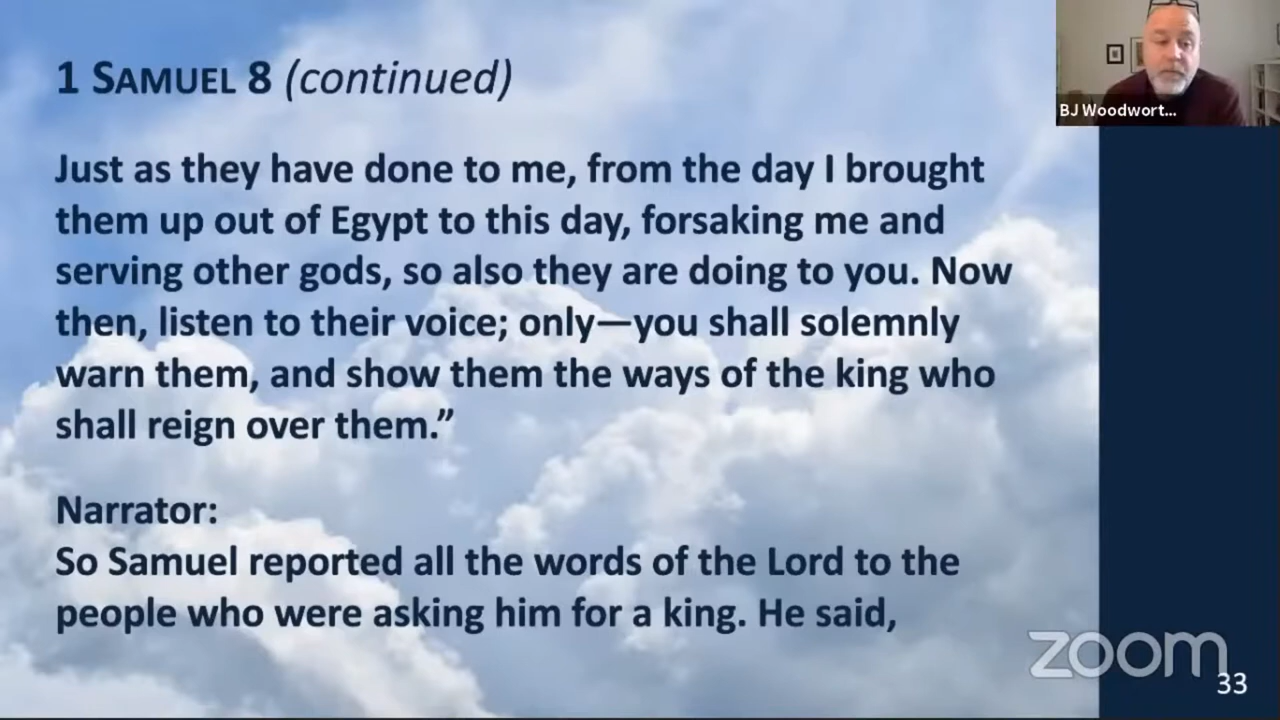 1 SAMUEL 8 (continued)
Just as they have done to me, from the day I brought
them up out of Egypt to this day, forsaking me and
serving other gods, so also they are doing to you. Now
then, listen to their voice; only—you shall solemnly
warn them, and show them the ways of the king who
shall reign over them.”
Narrator:
So Samuel reported all the words of the Lord to the
people who were asking him for a king. He said,
BJ Woodwort...
zoom
33